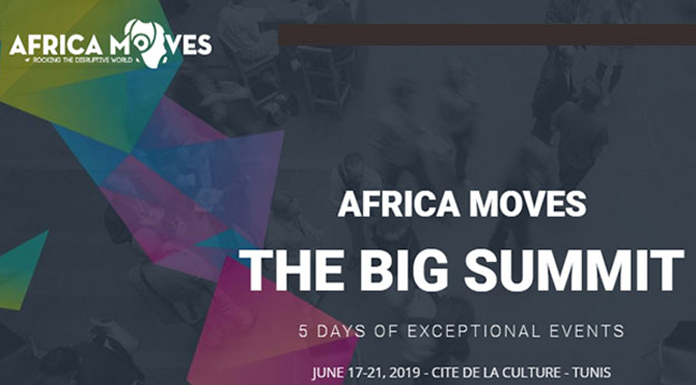 AFRICA MOVES
ROCKING THE DISRUPTIVE WORLD
AFRICA MOVES
THE BIG SUMMIT
5 DAYS OF EXCEPTIONAL EVENTS
JUNE 17-21, 2019 - CITE DE LA CULTURE - TUNIS